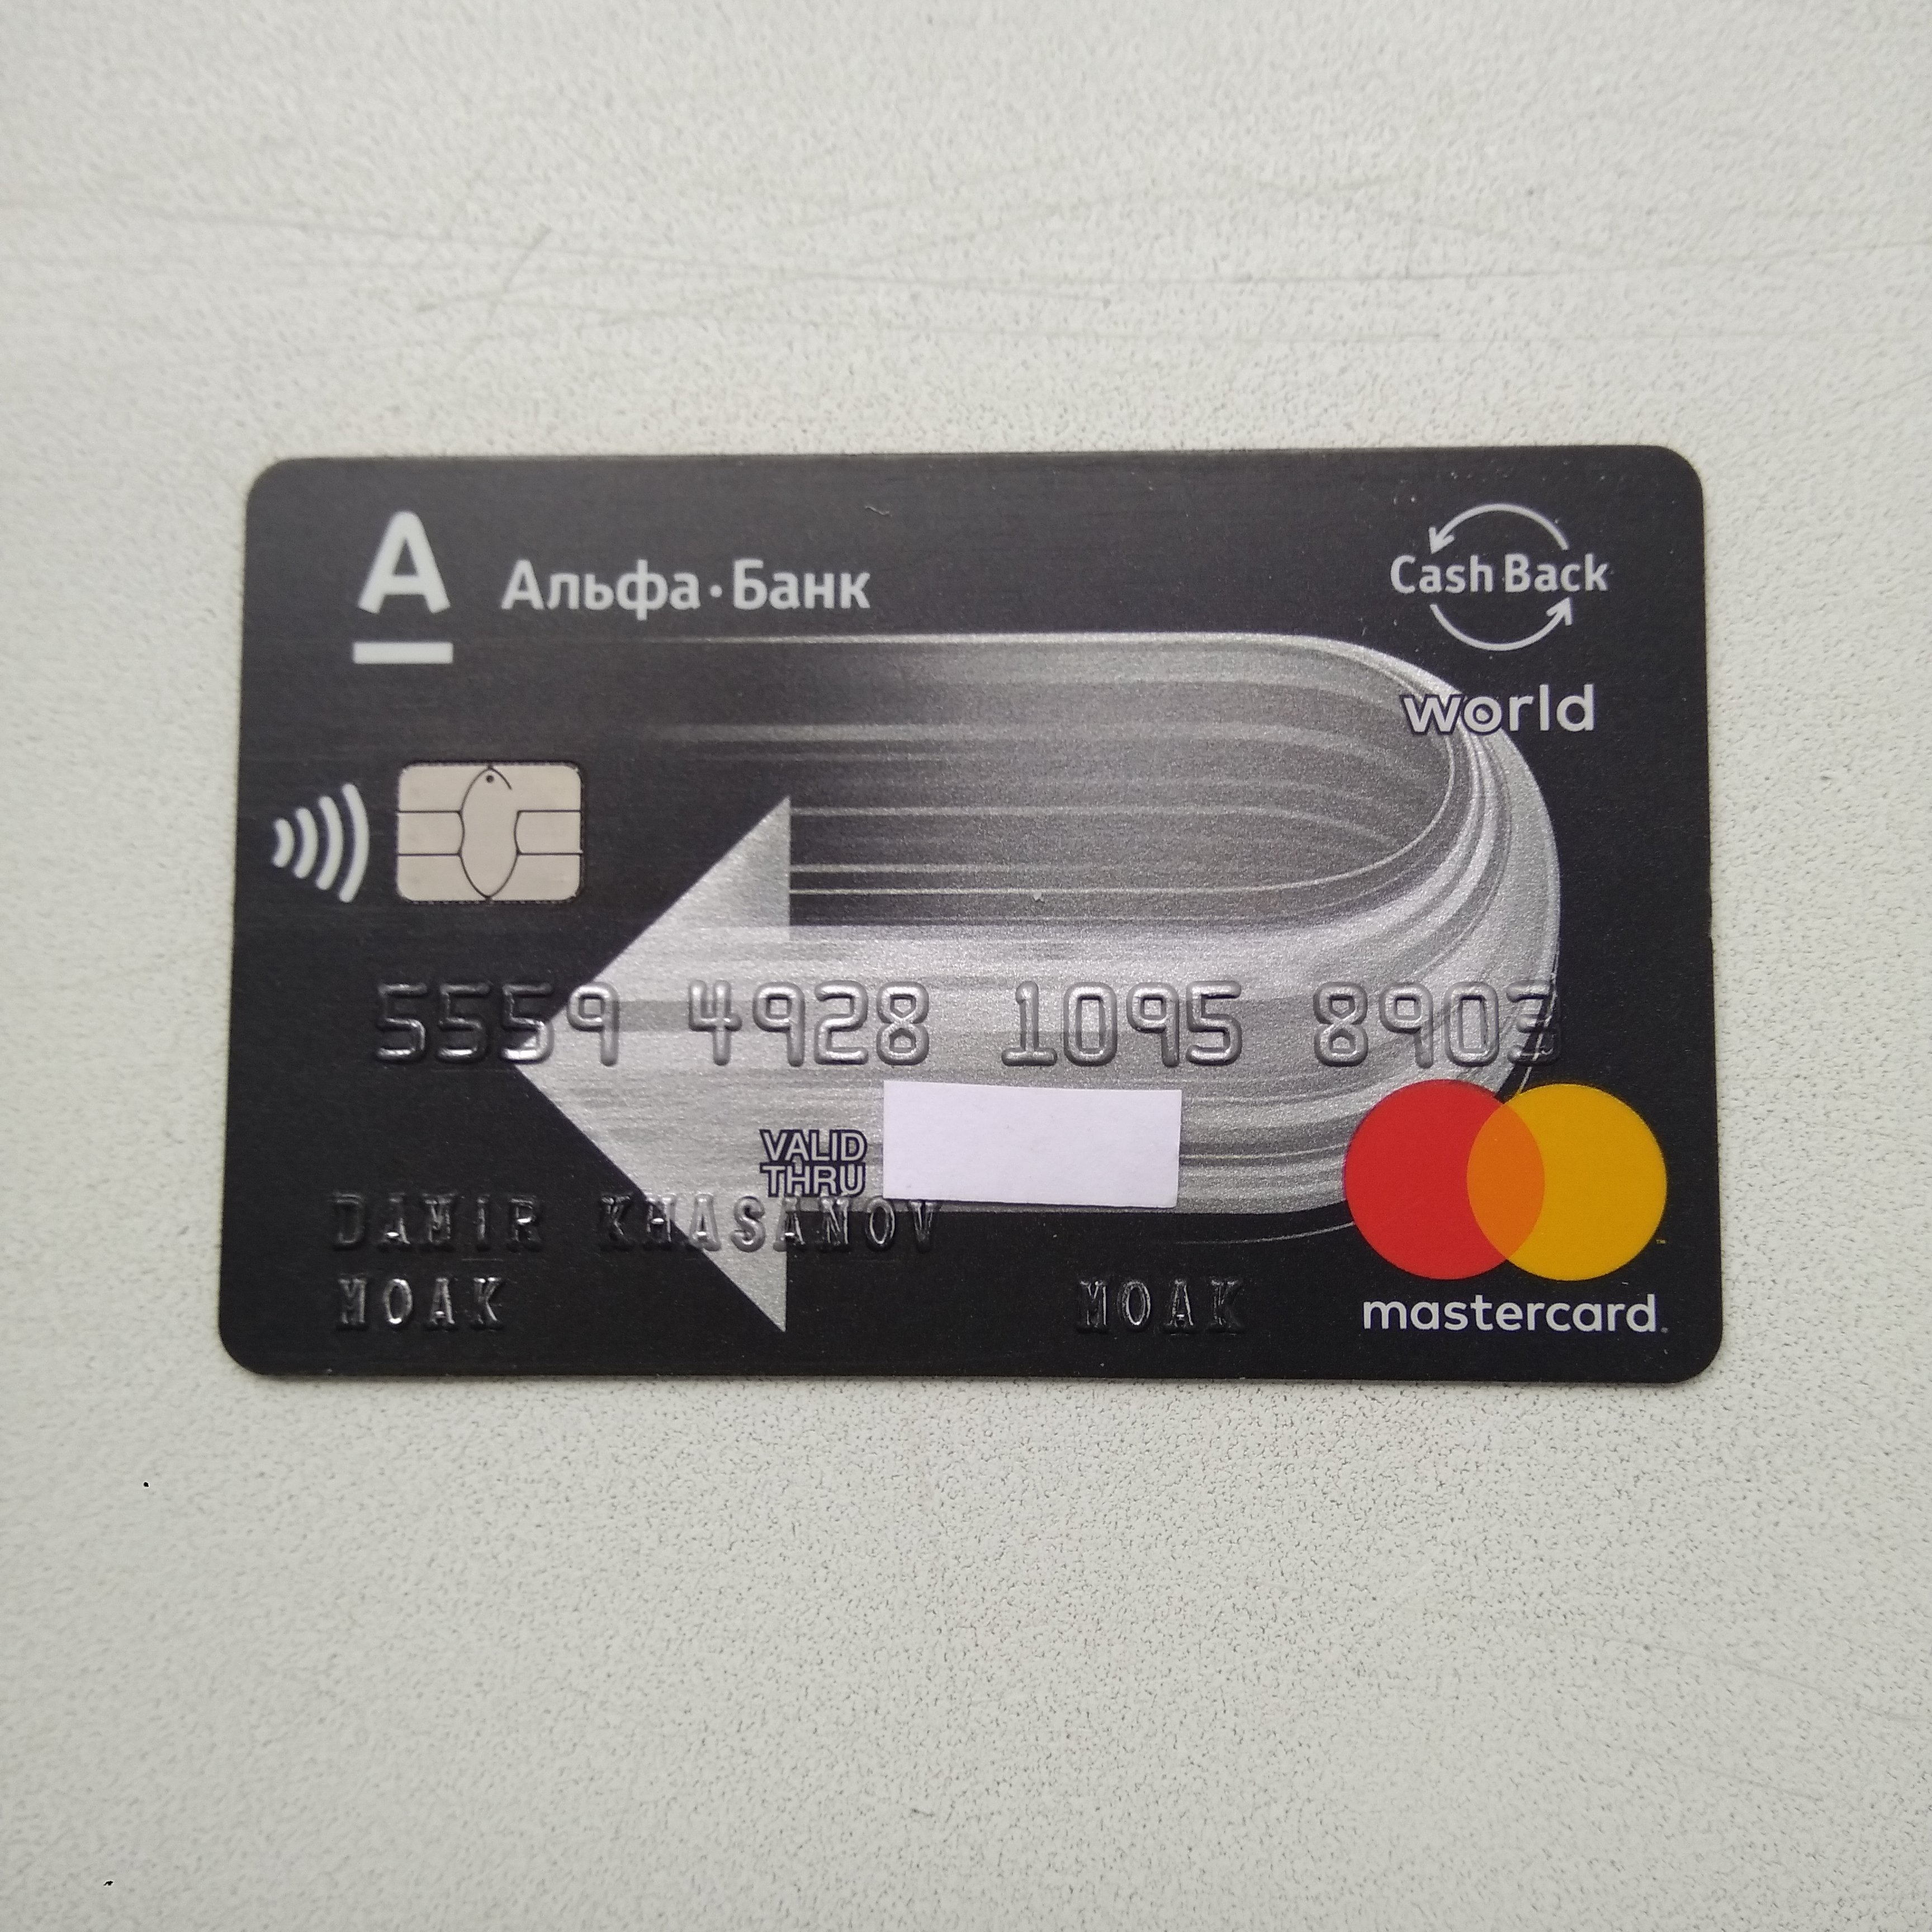 А Альфа·Банк
Cash Back
world
5559 4928 1095 8903
VALID
THRU
DAMIR KHASANOV
MOAK MOAK
mastercard.